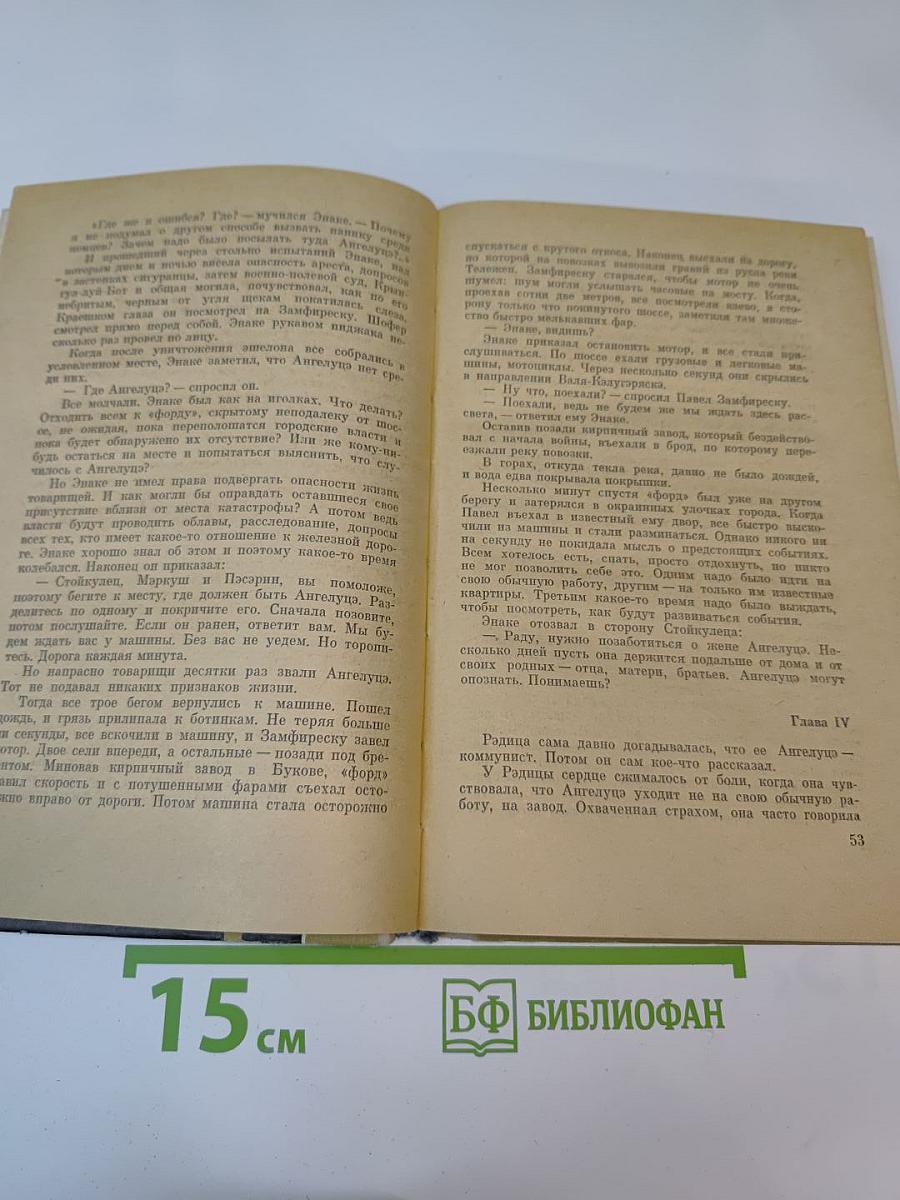 «Где же я ошибся? Где? — мучился Энаке. — Почему
я не подумал о другом способе вызвать панику среди
немцев? Зачем надо было посылать туда Ангелуцэ?..»
И прошедший через столько испытаний Энаке, над
которым днем и ночью висела опасность ареста, допросов
в застенках сигуранцы, затем военно-полевой суд, Крын-
гул-луй-Бот и общая могила, почувствовал, как по его
небритым, черным от угля щекам покатилась слеза.
Краешком глаза он посмотрел на Замфиреску. Шофер
смотрел прямо перед собой. Энаке рукавом пиджака не-
сколько раз провел по лицу.
Когда после уничтожения эшелона все собрались в
условленном месте, Энаке заметил, что Ангелуцэ нет сре-
ди них.
— Где Ангелуцэ? — спросил он.
Все молчали. Энаке был как на иголках. Что делать?
Отходить всем к «форду», скрытому неподалеку от шос-
се, не ожидая, пока переполошатся городские власти и
пока будет обнаружено их отсутствие? Или же кому-ни-
будь остаться на месте и попытаться выяснить, что слу-
чилось с Ангелуцэ?
Но Энаке не имел права подвергать опасности жизнь
товарищей. И как могли бы оправдать оставшиеся свое
присутствие вблизи от места катастрофы? А потом ведь
власти будут проводить облавы, расследование, допросы
всех тех, кто имеет какое-то отношение к железной доро-
ге. Энаке хорошо знал об этом и поэтому какое-то время
колебался. Наконец он приказал:
— Стойкулец, Мэркуш и Пэсэрин, вы помоложе,
поэтому бегите к месту, где должен быть Ангелуцэ. Раз-
делитесь по одному и покричите его. Сначала позовите,
потом послушайте. Если он ранен, ответит вам. Мы бу-
дем ждать вас у машины. Без вас не уедем. Но торопи-
тесь. Дорога каждая минута.
Но напрасно товарищи десятки раз звали Ангелуцэ.
Тот не подавал никаких признаков жизни.
Тогда все трое бегом вернулись к машине. Пошел
дождь, и грязь прилипала к ботинкам. Не теряя больше
ни секунды, все вскочили в машину, и Замфиреску завел
мотор. Двое сели впереди, а остальные — позади под бре-
ентом. Миновав кирпичный завод в Букове, «форд»
авил скорость и с потушенными фарами съехал осто-
жно вправо от дороги. Потом машина стала осторожно
спускаться с крутого откоса. Наконец выехали на дорогу,
по которой на повозках вывозили гравий из русла реки
Тележен. Замфиреску старался, чтобы мотор не очень
шумел: шум могли услышать часовые на мосту. Когда,
проехав сотни две метров, все посмотрели влево, в сто-
рону только что покинутого шоссе, заметили там множе-
ство быстро мелькавших фар.
— Энаке, видишь?
Энаке приказал остановить мотор, и все стали при-
слушиваться. По шоссе ехали грузовые и легковые ма-
шины, мотоциклы. Через несколько секунд они скрылись
в направлении Валя-Кэлугэряскэ.
— Ну что, поехали? — спросил Павел Замфиреску.
— Поехали, ведь не будем же мы ждать здесь рас-
света, — ответил ему Энаке.
Оставив позади кирпичный завод, который бездейство-
вал с начала войны, въехали в брод, по которому пере-
езжали реку повозки.
В горах, откуда текла река, давно не было дождей,
и вода едва покрывала покрышки.
Несколько минут спустя «форд» был уже на другом
берегу и затерялся в окраинных улочках города. Когда
Павел въехал в известный ему двор, все быстро выско-
чили из машины и стали разминаться. Однако никого ни
на секунду не покидала мысль о предстоящих событиях.
Всем хотелось есть, спать, просто отдохнуть, но никто
не мог позволить себе это. Одним надо было идти на
свою обычную работу, другим — на только им известные
квартиры. Третьим какое-то время надо было выждать,
чтобы посмотреть, как будут развиваться события.
Энаке отозвал в сторону Стойкулеца:
— Раду, нужно позаботиться о жене Ангелуцэ. Не-
сколько дней пусть она держится подальше от дома и от
своих родных — отца, матери, братьев. Ангелуцэ могут
опознать. Понимаешь?
Глава IV
Рэдица сама давно догадывалась, что ее Ангелуцэ —
коммунист. Потом он сам кое-что рассказал.
У Рэдицы сердце сжималось от боли, когда она чув-
ствовала, что Ангелуцэ уходит не на свою обычную ра-
боту, на завод. Охваченная страхом, она часто говорила
53
15 см
БФ БИБЛИОФАН